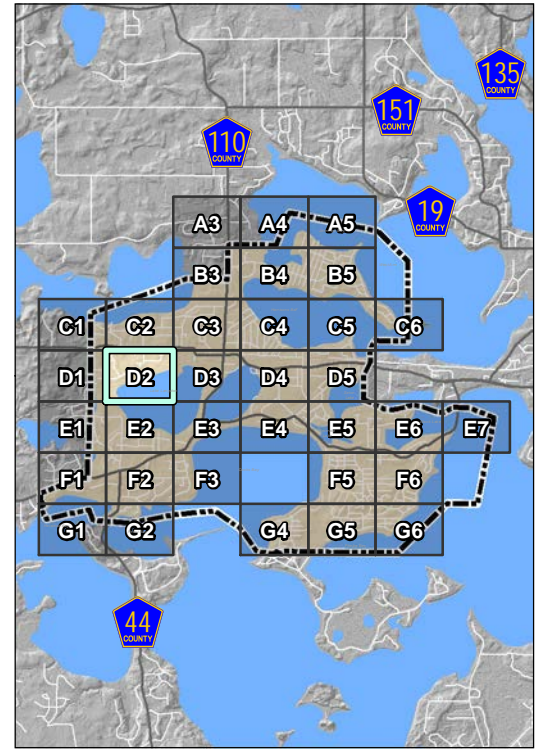 135
COUNTY
151
COUNTY
110
COUNTY
19
COUNTY
A3 A4 A5
B3 B4 B5
C1 C2 C3 C4 C5 C6
D1 D2 D3 D4 D5
E1 E2 E3 E4 E5 E6 E7
F1 F2 F3 F5 F6
G1 G2 G4 G5 G6
44
COUNTY